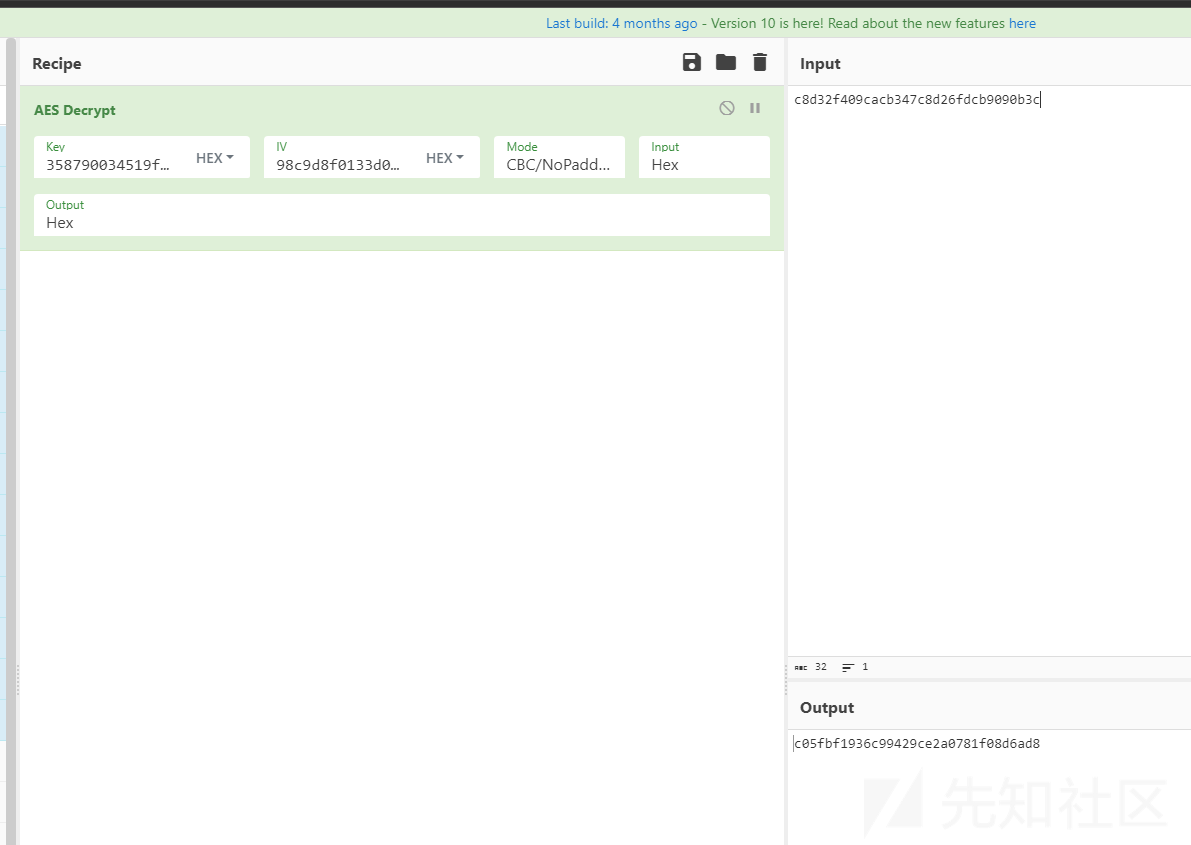 Last build: 4 months ago - Version 10 is here! Read about the new features here
Recipe
AES Decrypt
Key
358790034519f...
HEX
IV
98c9d8f0133d0...
HEX
Mode
CBC/NoPadd...
Input
Hex
Output
Hex
Input
c8d32f409cacb347c8d26fdcb9090b3c
32
1
Output
c05fbf1936c99429ce2a0781f08d6ad8
先知社区